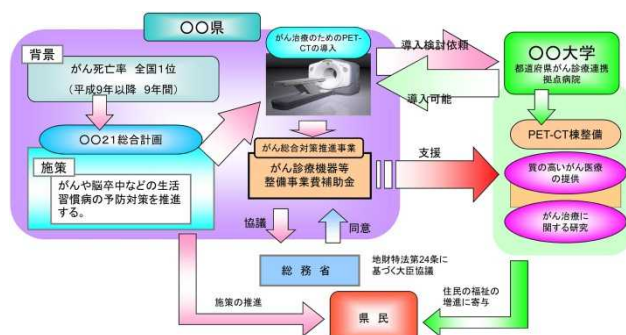 〇〇県
背景
がん死亡率 全国1位
(平成9年以降 9年間)
〇〇21総合計画
施策
がんや脳卒中などの生活
習慣病の予防対策を推進
する。
がん治療のためのPET-
CTの導入
がん総合対策推進事業
がん診療機器等
整備事業費補助金
導入検討依頼
導入可能
支援
〇〇大学
都道府県がん診療連携
拠点病院
PET-CT棟整備
質の高いがん医療
の提供
がん治療に
関する研究
協議
同意
総務省
地財特法第24条に
基づく大臣協議
施策の推進
住民の福祉の
増進に寄与
県民